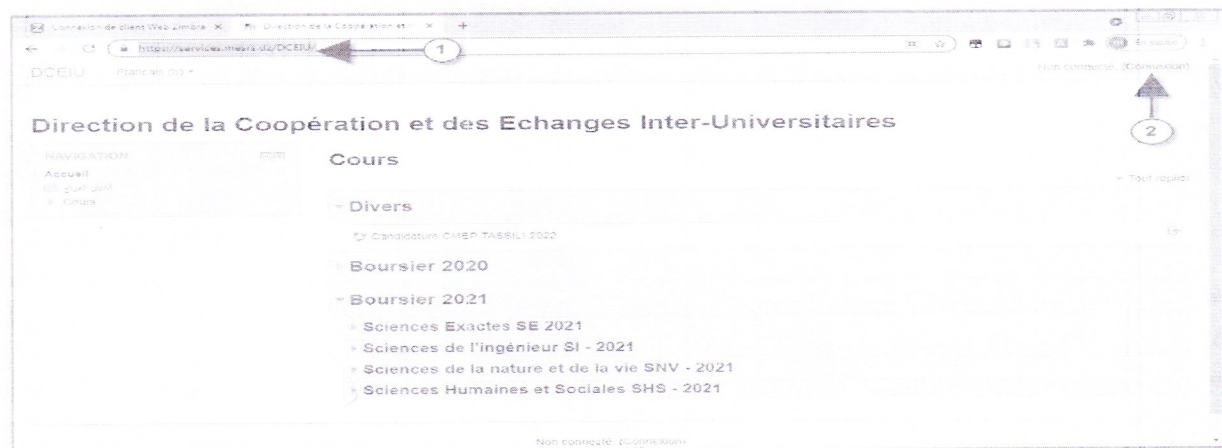 Connexion de client Web Zimbra
Direction de la Coopération et
https://services.mesrs.dz/DCEIU/
1
DCEIU
Français (fr)
Non connecté. (Connexion)
2
Direction de la Coopération et des Echanges Inter-Universitaires
NAVIGATION
Accueil
Cours
Cours
Tout replier
Divers
Candidature CMEP TASSILI 2022
Boursier 2020
Boursier 2021
Sciences Exactes SE 2021
Sciences de l'ingénieur SI - 2021
Sciences de la nature et de la vie SNV - 2021
Sciences Humaines et Sociales SHS - 2021
Non connecté. (Connexion)